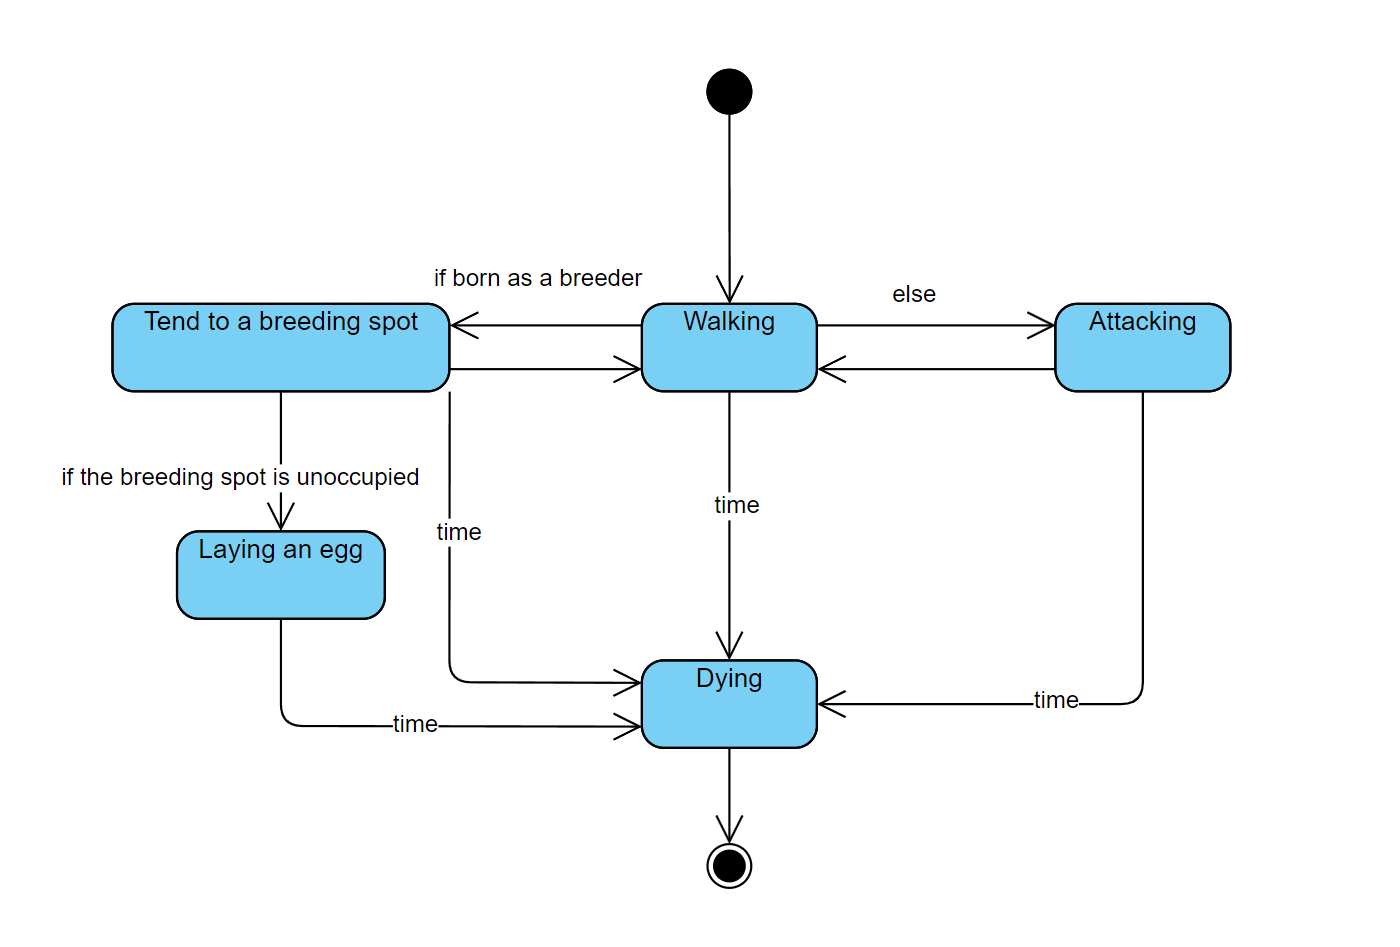 if born as a breeder
else
Tend to a breeding spot
Walking
Attacking
if the breeding spot is unoccupied
time
time
Laying an egg
Dying
time
time